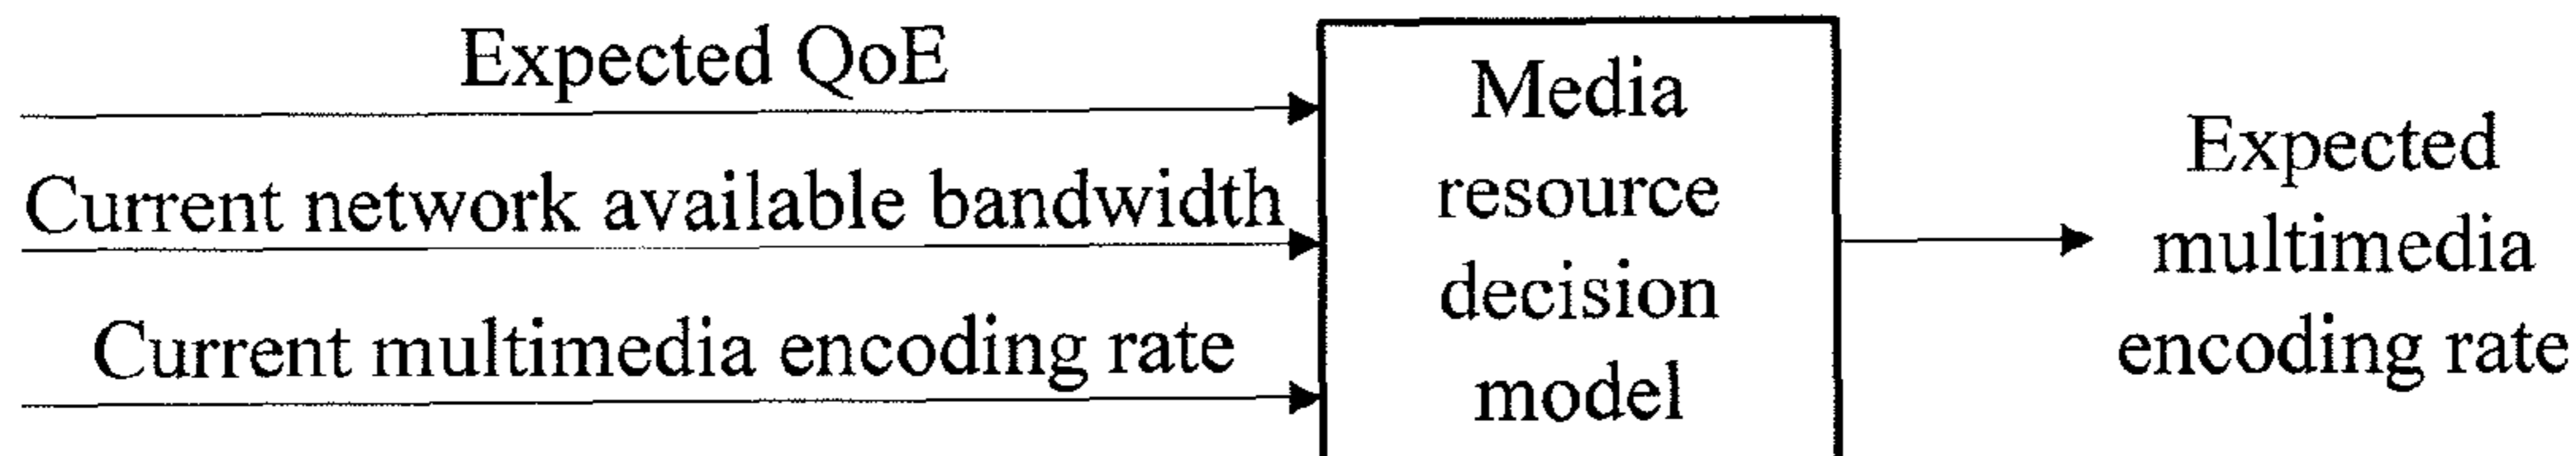 Expected QoE
Current network available bandwidth
Current multimedia encoding rate
Media
resource
decision
model
Expected
multimedia
encoding rate